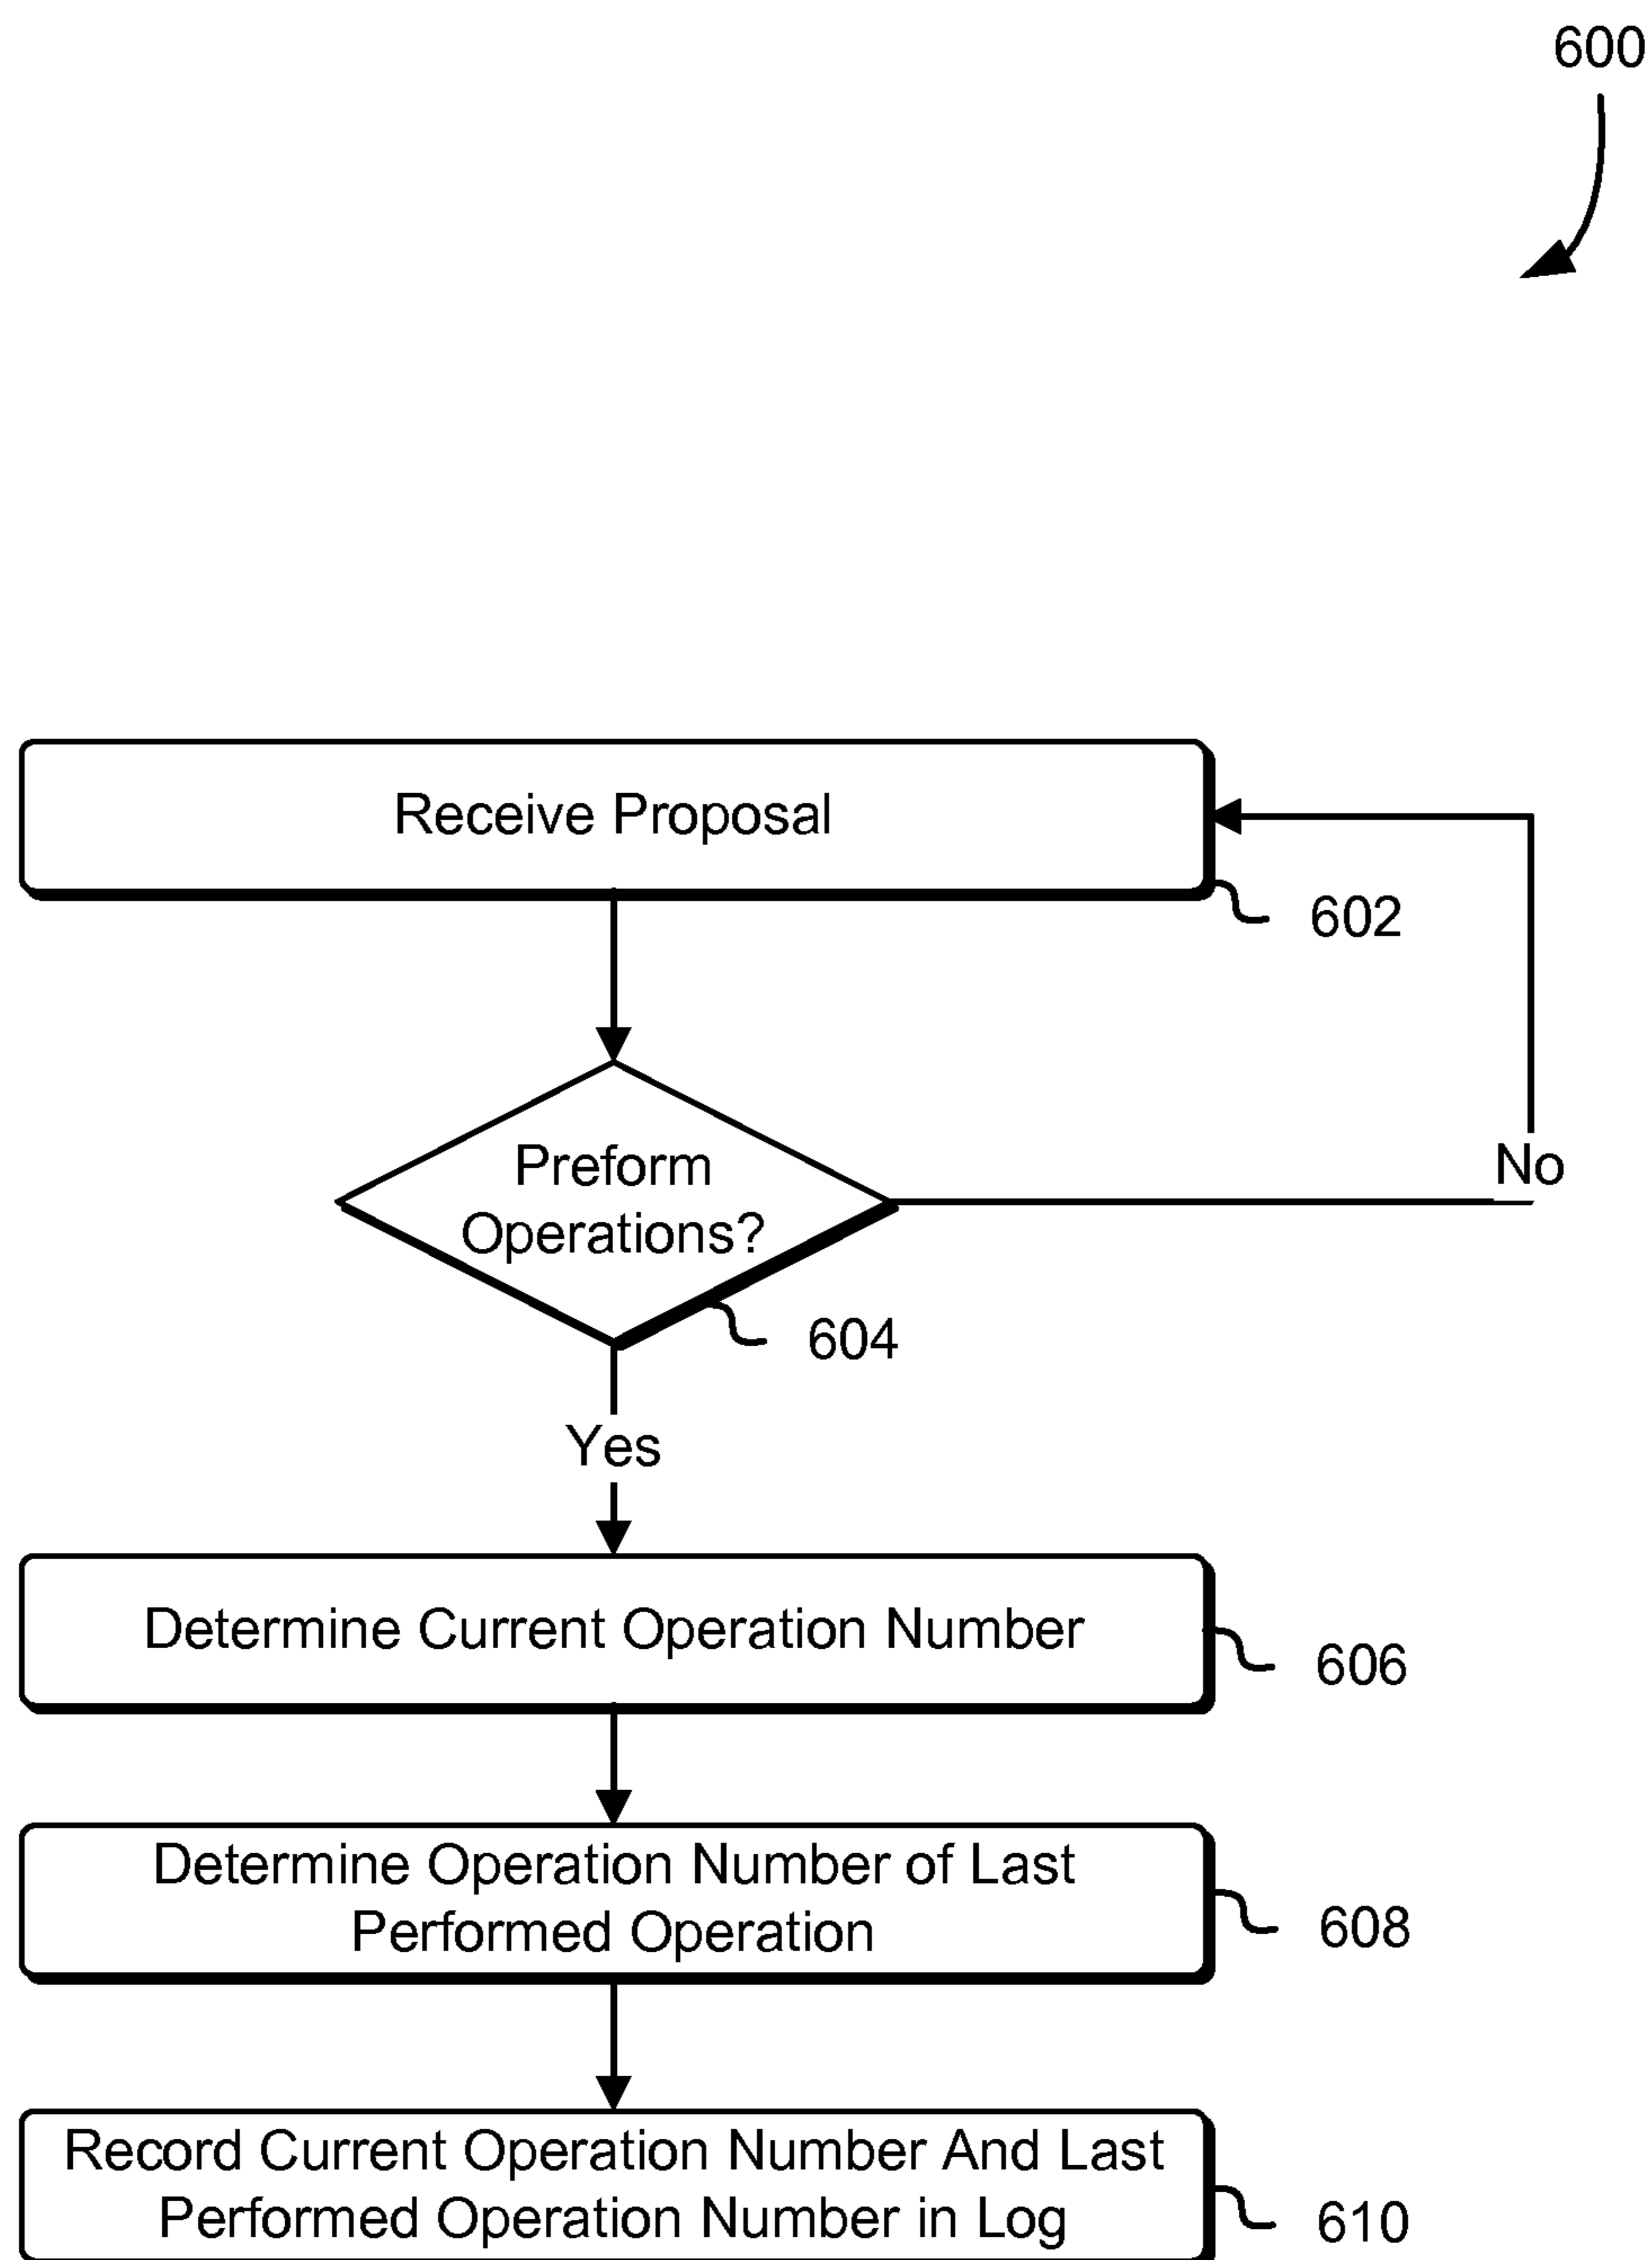 600
Receive Proposal
602
Preform
Operations?
No
604
Yes
Determine Current Operation Number
606
Determine Operation Number of Last
Performed Operation
608
Record Current Operation Number And Last
Performed Operation Number in Log
610